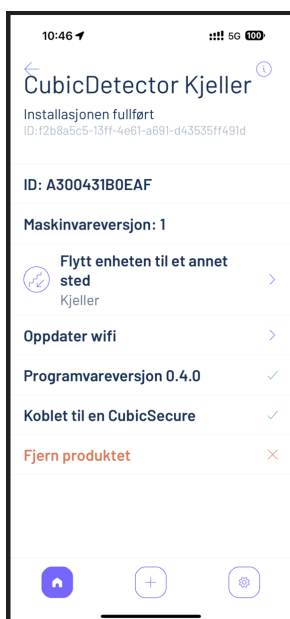 10:46
5G 100
CubicDetector Kjeller
Installasjonen fullført
ID:f2b8a5c5-13ff-4e61-a691-d43535ff491d
ID: A300431B0EAF
Maskinvareversjon: 1
Flytt enheten til et annet
sted
Kjeller
Oppdater wifi
Programvareversjon 0.4.0
Koblet til en CubicSecure
Fjern produktet